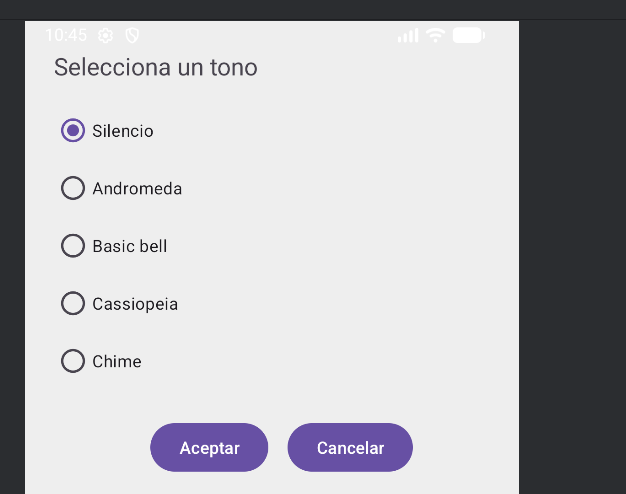 10:45
Selecciona un tono
Silencio
Andromeda
Basic bell
Cassiopeia
Chime
Aceptar Cancelar